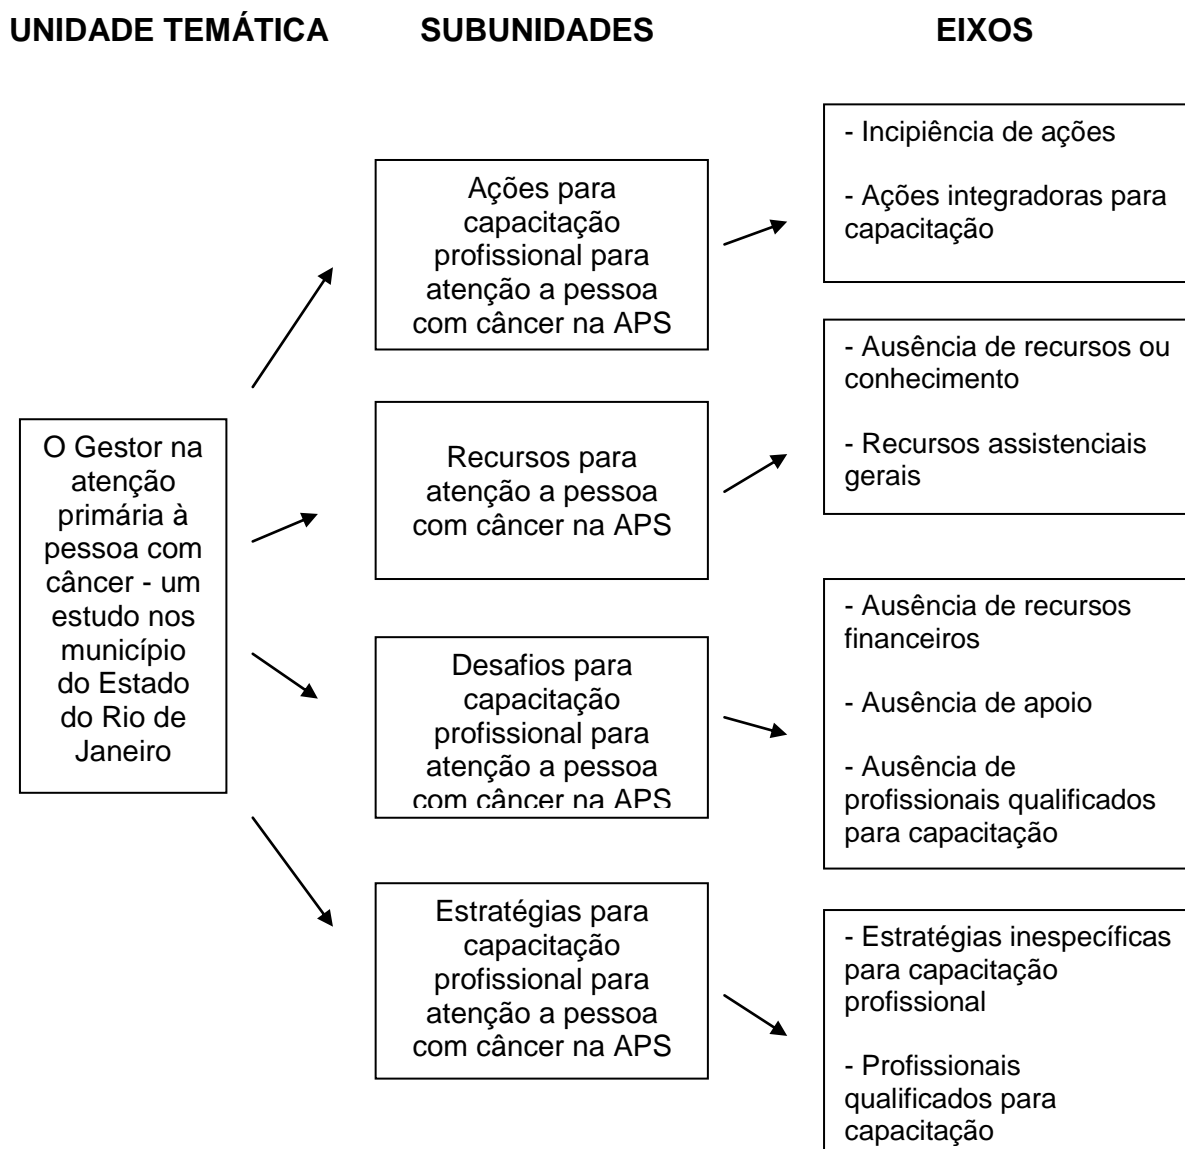 UNIDADE TEMÁTICA
SUBUNIDADES
EIXOS
O Gestor na
atenção
primária à
pessoa com
câncer - um
estudo nos
município
do Estado
do Rio de
Janeiro
Ações para
capacitação
profissional para
atenção a pessoa
com câncer na APS
Recursos para
atenção a pessoa
com câncer na APS
Desafios para
capacitação
profissional para
atenção a pessoa
com câncer na APS
Estratégias para
capacitação
profissional para
atenção a pessoa
com câncer na APS
- Incipiência de ações
- Ações integradoras para
capacitação
- Ausência de recursos ou
conhecimento
- Recursos assistenciais
gerais
- Ausência de recursos
financeiros
- Ausência de apoio
- Ausência de
profissionais qualificados
para capacitação
- Estratégias inespecíficas
para capacitação
profissional
- Profissionais
qualificados para
capacitação